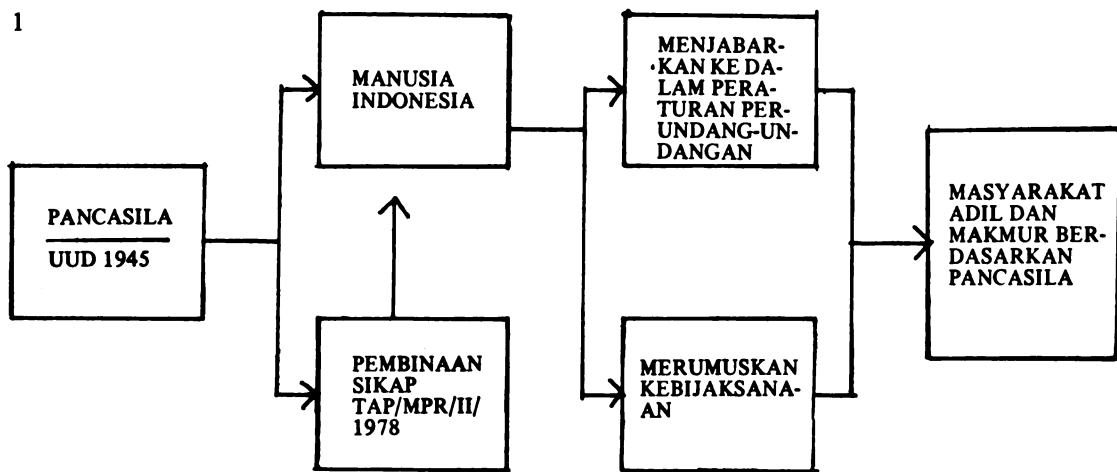 1
MANUSIA
INDONESIA
MENJABAR-
KAN KE DA-
LAM PERA-
TURAN PER-
UNDANG-UN-
DANGAN
PANCASILA
UUD 1945
MASYARAKAT
ADIL DAN
MAKMUR BER-
DASARKAN
PANCASILA
PEMBINAAN
SIKAP
TAP/MPR/II/
1978
MERUMUSKAN
KEBIJAKSANA-
AN